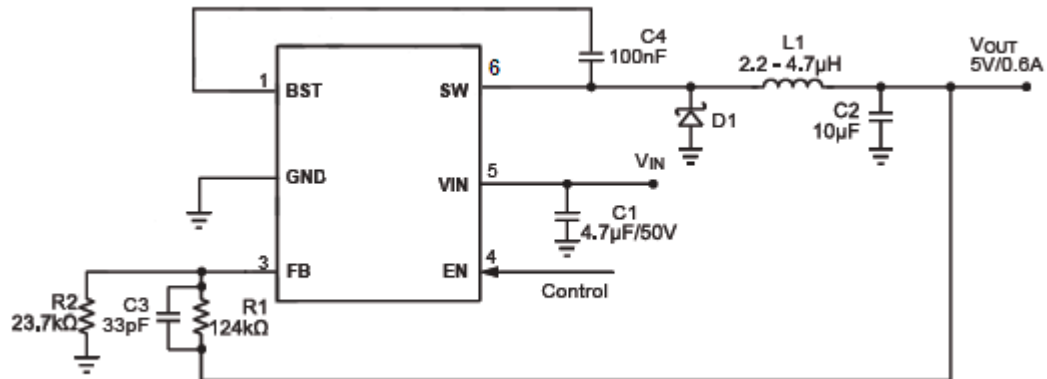 C4
100nF
L1
2.2 - 4.7µH
VOUT
5V/0.6A
1
BST
SW
6
D1
C2
10µF
GND
VIN
5
VIN
C1
4.7µF/50V
3
FB
EN
4
Control
R2
23.7kΩ
C3
33pF
R1
124kΩ